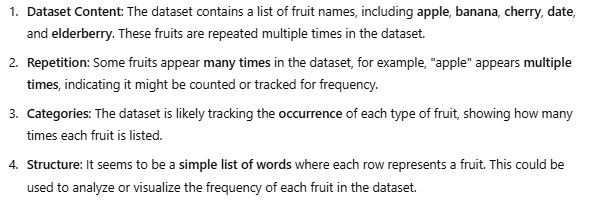 1. Dataset Content: The dataset contains a list of fruit names, including apple, banana, cherry, date,
and elderberry. These fruits are repeated multiple times in the dataset.
2. Repetition: Some fruits appear many times in the dataset, for example, "apple" appears multiple
times, indicating it might be counted or tracked for frequency.
3. Categories: The dataset is likely tracking the occurrence of each type of fruit, showing how many
times each fruit is listed.
4. Structure: It seems to be a simple list of words where each row represents a fruit. This could be
used to analyze or visualize the frequency of each fruit in the dataset.